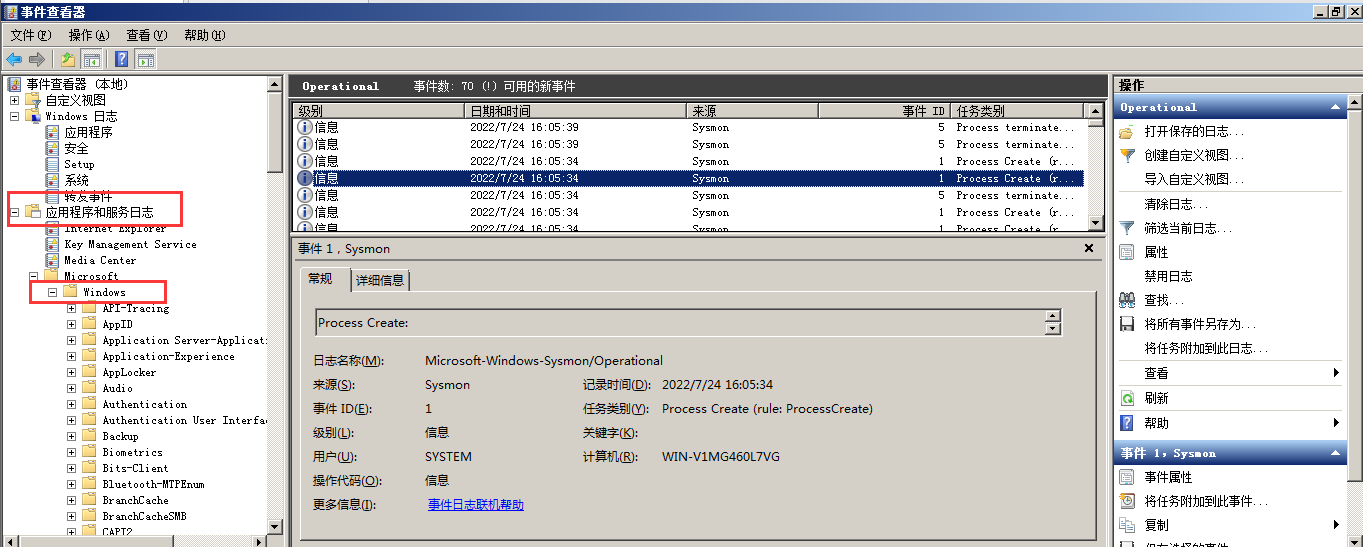 事件查看器
文件(F) 操作(A) 查看(V) 帮助(H)
事件查看器 (本地)
自定义视图
Windows 日志
应用程序
安全
Setup
系统
转发事件
应用程序和服务日志
Internet Explorer
Key Management Service
Media Center
Microsoft
Windows
API-Tracing
AppID
Application Server-Applicati
Application-Experience
AppLocker
Audio
Authentication
Authentication User Interfa
Backup
Biometrics
Bits-Client
Bluetooth-MTPEnum
BranchCache
BranchCacheSMB
CAPI2
Operational 事件数: 70 (!) 可用的新事件
级别 日期和时间 来源 事件 ID 任务类别
信息 2022/7/24 16:05:39 Sysmon 5 Process terminate...
信息 2022/7/24 16:05:39 Sysmon 5 Process terminate...
信息 2022/7/24 16:05:34 Sysmon 1 Process Create (r...
信息 2022/7/24 16:05:34 Sysmon 1 Process Create (r...
信息 2022/7/24 16:05:34 Sysmon 5 Process terminate...
信息 2022/7/24 16:05:34 Sysmon 1 Process Create (r...
信息 2022/7/24 16:05:34 Sysmon 1 Process Create (r...
事件 1，Sysmon
常规 详细信息
Process Create:
日志名称(M): Microsoft-Windows-Sysmon/Operational
来源(S): Sysmon 记录时间(D): 2022/7/24 16:05:34
事件 ID(E): 1 任务类别(Y): Process Create (rule: ProcessCreate)
级别(L): 信息 关键字(K):
用户(U): SYSTEM 计算机(R): WIN-V1MG460L7VG
操作代码(O): 信息
更多信息(I): 事件日志联机帮助
操作
Operational
打开保存的日志...
创建自定义视图...
导入自定义视图...
清除日志...
筛选当前日志...
属性
禁用日志
查找...
将所有事件另存为...
将任务附加到此日志...
查看
刷新
帮助
事件 1，Sysmon
事件属性
将任务附加到此事件...
复制
保存选择的事件